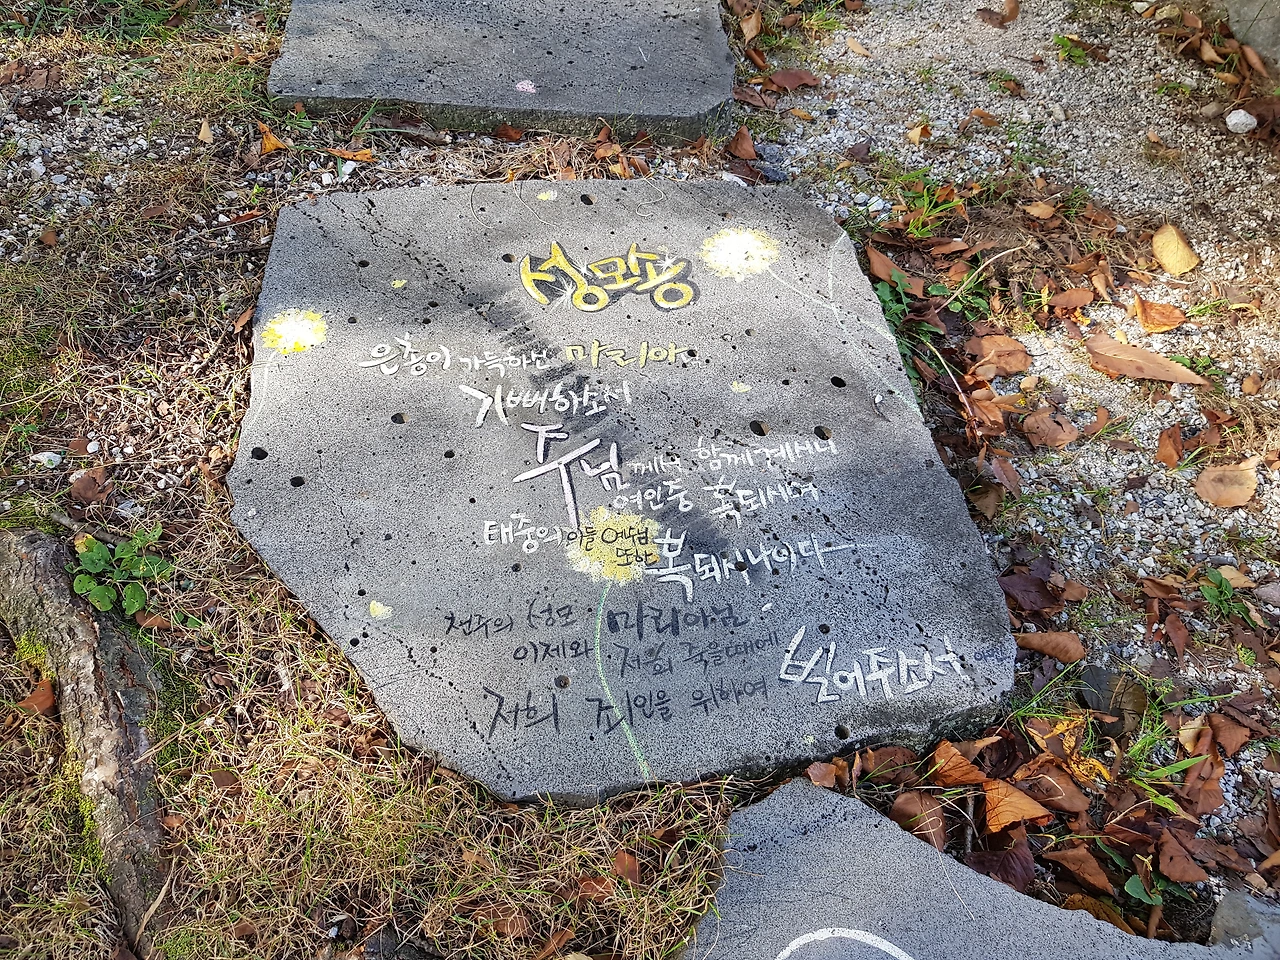 성모송
은총이 가득하신 마리아
기뻐하소서
주님께서 함께 계시니
여인중 복되시며
태중의 아들 예수님 또한 복되시나이다
천주의 성모 마리아님
이제와 저희 죽을때에
저희 죄인을 위하여 빌어주소서